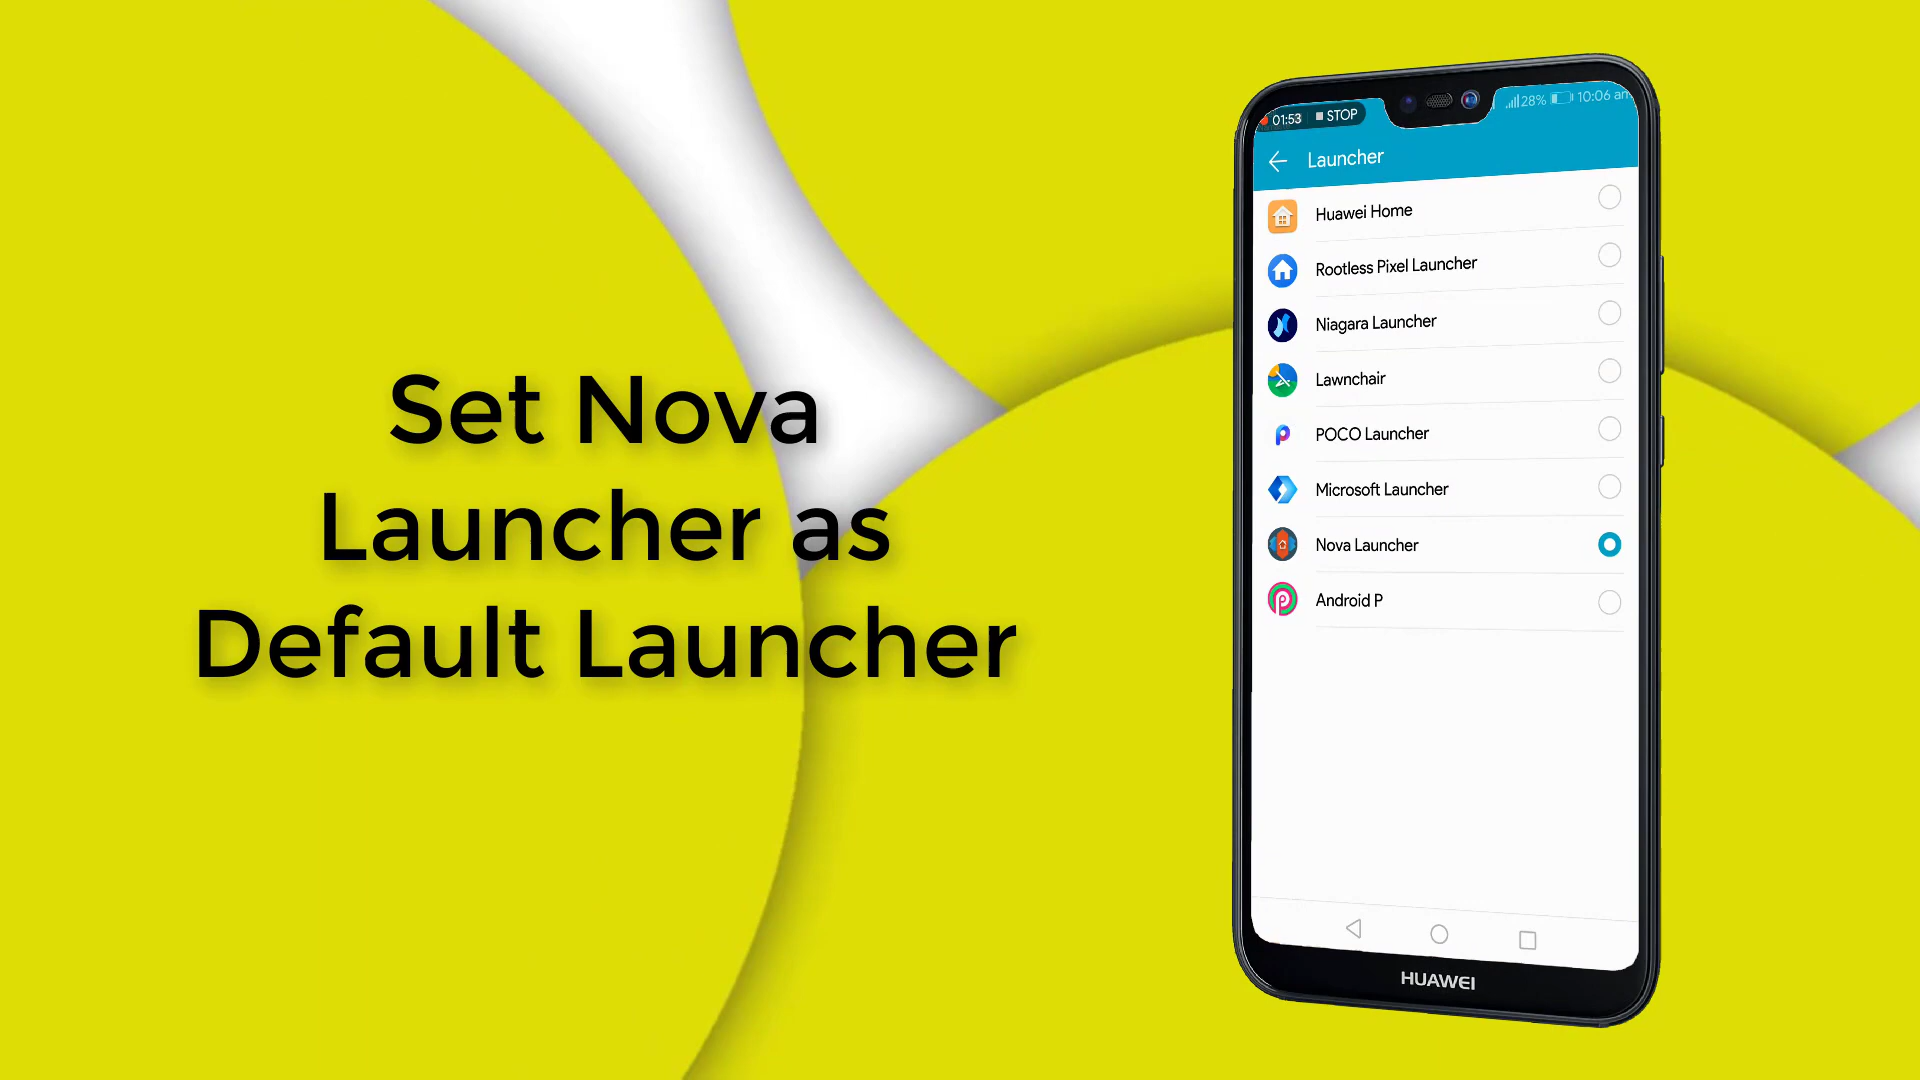 Set Nova
Launcher as
Default Launcher
01:53 STOP
28% 10:06 am
Launcher
Huawei Home
Rootless Pixel Launcher
Niagara Launcher
Lawnchair
POCO Launcher
Microsoft Launcher
Nova Launcher
Android P
HUAWEI